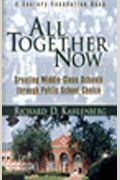 A Century Foundation Book
ALL
TOGETHER
NOW
Creating Middle-Class Schools
through Public School Choice
RICHARD D. KAHLENBERG